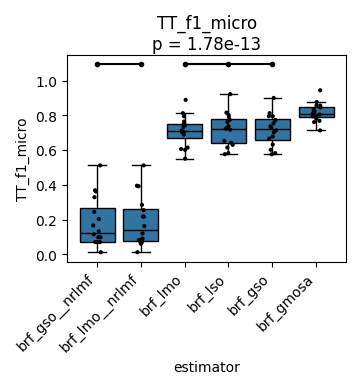 TT_f1_micro
p = 1.78e-13
TT_f1_micro
1.0
0.8
0.6
0.4
0.2
0.0
brf_gso__nrlmf
brf_lmo__nrlmf
brf_lmo
brf_lso
brf_gso
brf_gmosa
estimator